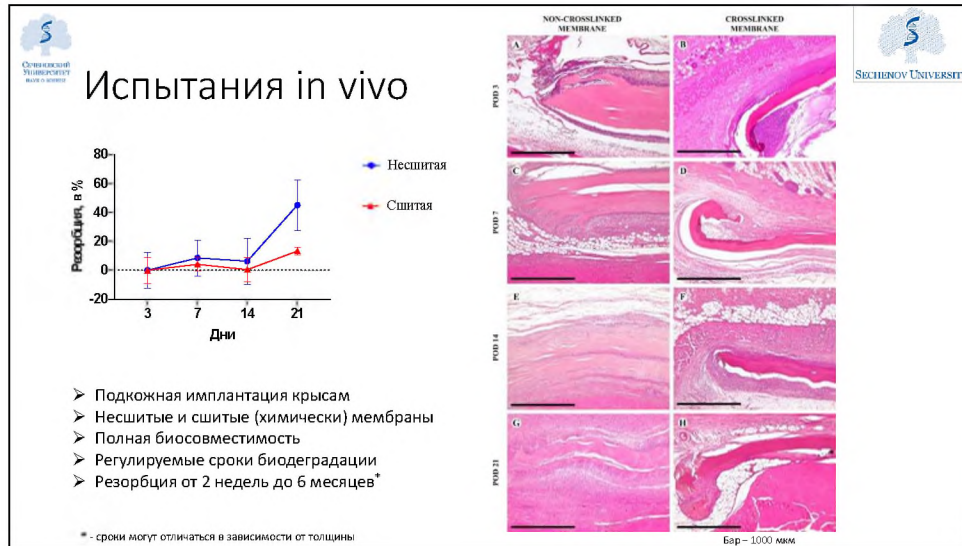 СЕЧЕНОВСКИЙ
УНИВЕРСИТЕТ
SECHENOV UNIVERSIT
Испытания in vivo
Резорбция, в %
80
60
40
20
0
-20
3 7 14 21
Дни
Несшитая
Сшитая
➢ Подкожная имплантация крысам
➢ Несшитые и сшитые (химически) мембраны
➢ Полная биосовместимость
➢ Регулируемые сроки биодеградации
➢ Резорбция от 2 недель до 6 месяцев*
* - сроки могут отличаться в зависимости от толщины
NON-CROSSLINKED
MEMBRANE
CROSSLINKED
MEMBRANE
POD 3
A
B
POD 7
C
D
POD 14
E
F
POD 21
G
H
Бар – 1000 мкм